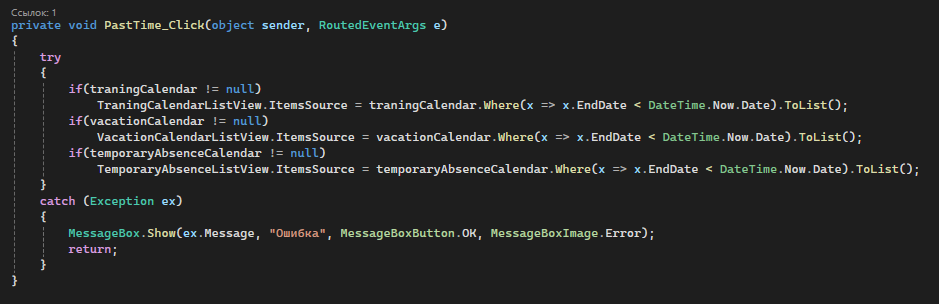 Ссылок: 1
private void PastTime_Click(object sender, RoutedEventArgs e)
{
try
{
if(traningCalendar != null)
TraningCalendarListView.ItemsSource = traningCalendar.Where(x => x.EndDate < DateTime.Now.Date).ToList();
if(vacationCalendar != null)
VacationCalendarListView.ItemsSource = vacationCalendar.Where(x => x.EndDate < DateTime.Now.Date).ToList();
if(temporaryAbsenceCalendar != null)
TemporaryAbsenceListView.ItemsSource = temporaryAbsenceCalendar.Where(x => x.EndDate < DateTime.Now.Date).ToList();
}
catch (Exception ex)
{
MessageBox.Show(ex.Message, "Ошибка", MessageBoxButton.OK, MessageBoxImage.Error);
return;
}
}